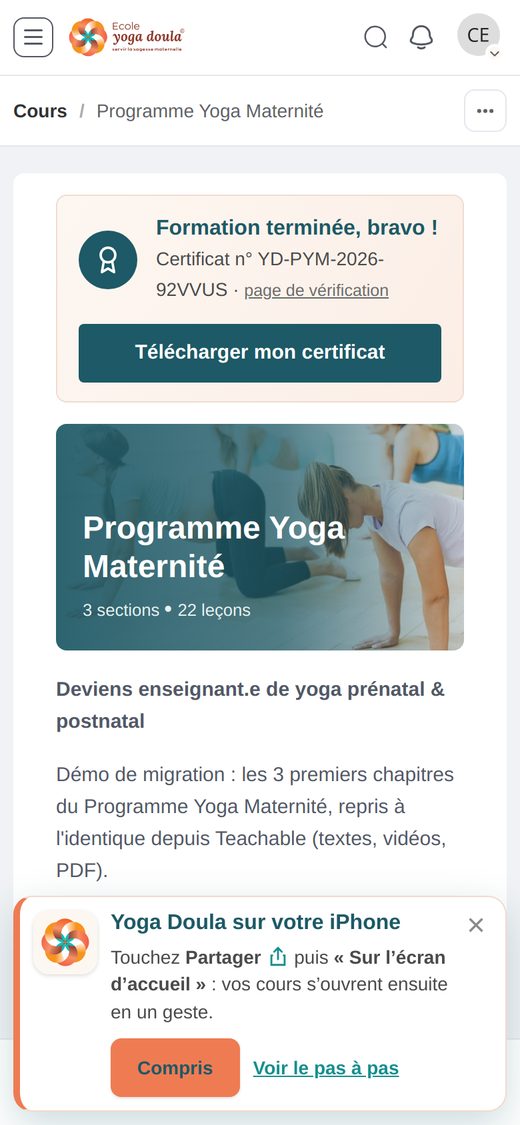 Ecole
yoga doula
servir la sagesse maternelle
CE
Cours / Programme Yoga Maternité
Formation terminée, bravo !
Certificat n° YD-PYM-2026-
92VVUS · page de vérification
Télécharger mon certificat
Programme Yoga
Maternité
3 sections • 22 leçons
Deviens enseignant.e de yoga prénatal &
postnatal
Démo de migration : les 3 premiers chapitres
du Programme Yoga Maternité, repris à
l'identique depuis Teachable (textes, vidéos,
PDF).
Yoga Doula sur votre iPhone
Touchez Partager puis « Sur l’écran
d’accueil » : vos cours s’ouvrent ensuite
en un geste.
Compris
Voir le pas à pas